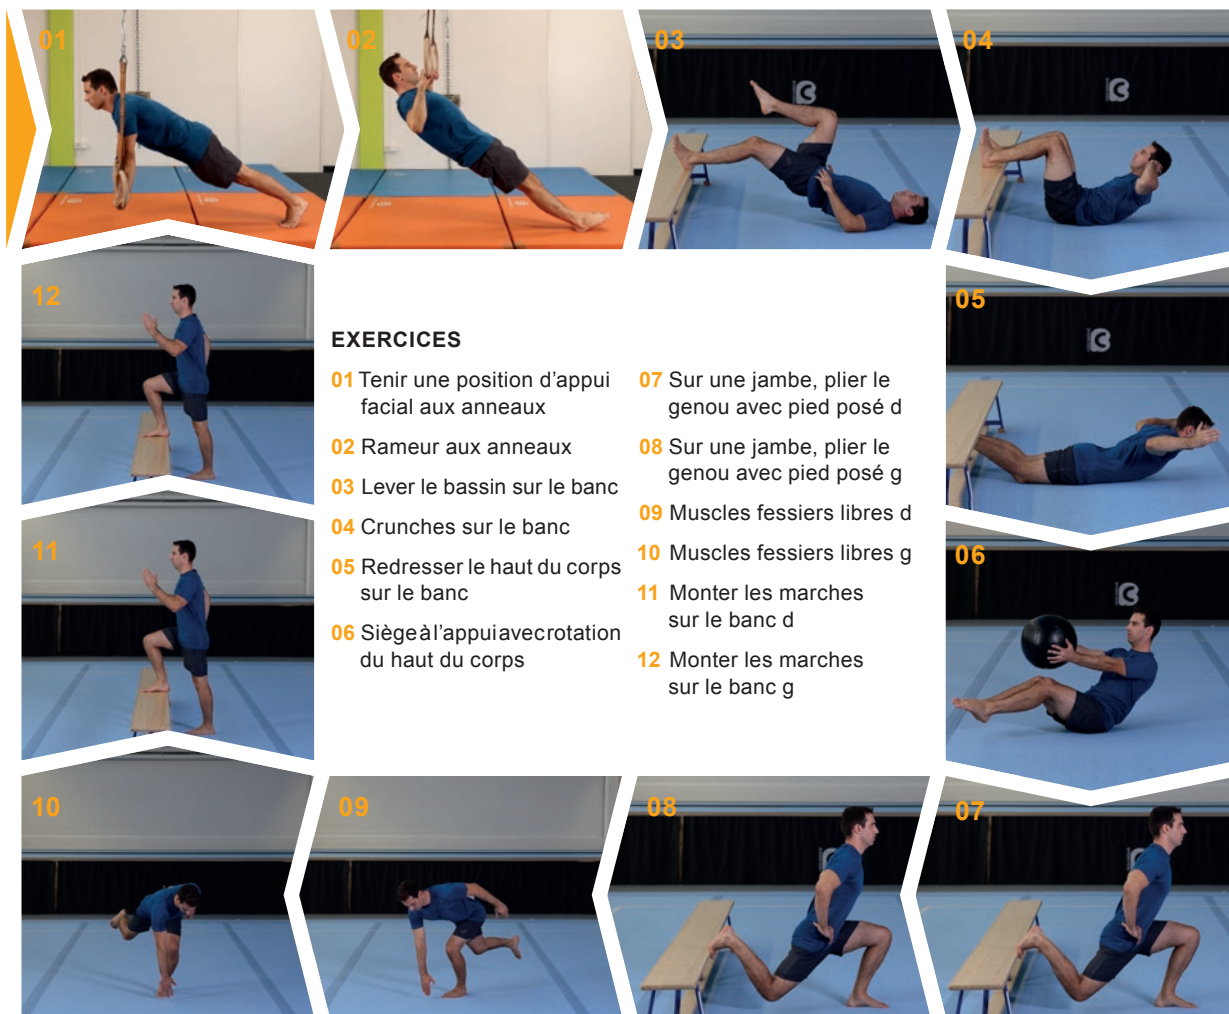 01
02
03
04
12
05
EXERCICES
01 Tenir une position d'appui
facial aux anneaux
02 Rameur aux anneaux
03 Lever le bassin sur le banc
04 Crunches sur le banc
05 Redresser le haut du corps
sur le banc
06 Siègeàl'appuiavecrotation
du haut du corps
07 Sur une jambe, plier le
genou avec pied posé d
08 Sur une jambe, plier le
genou avec pied posé g
09 Muscles fessiers libres d
10 Muscles fessiers libres g
11 Monter les marches
sur le banc d
12 Monter les marches
sur le banc g
11
06
10
09
08
07